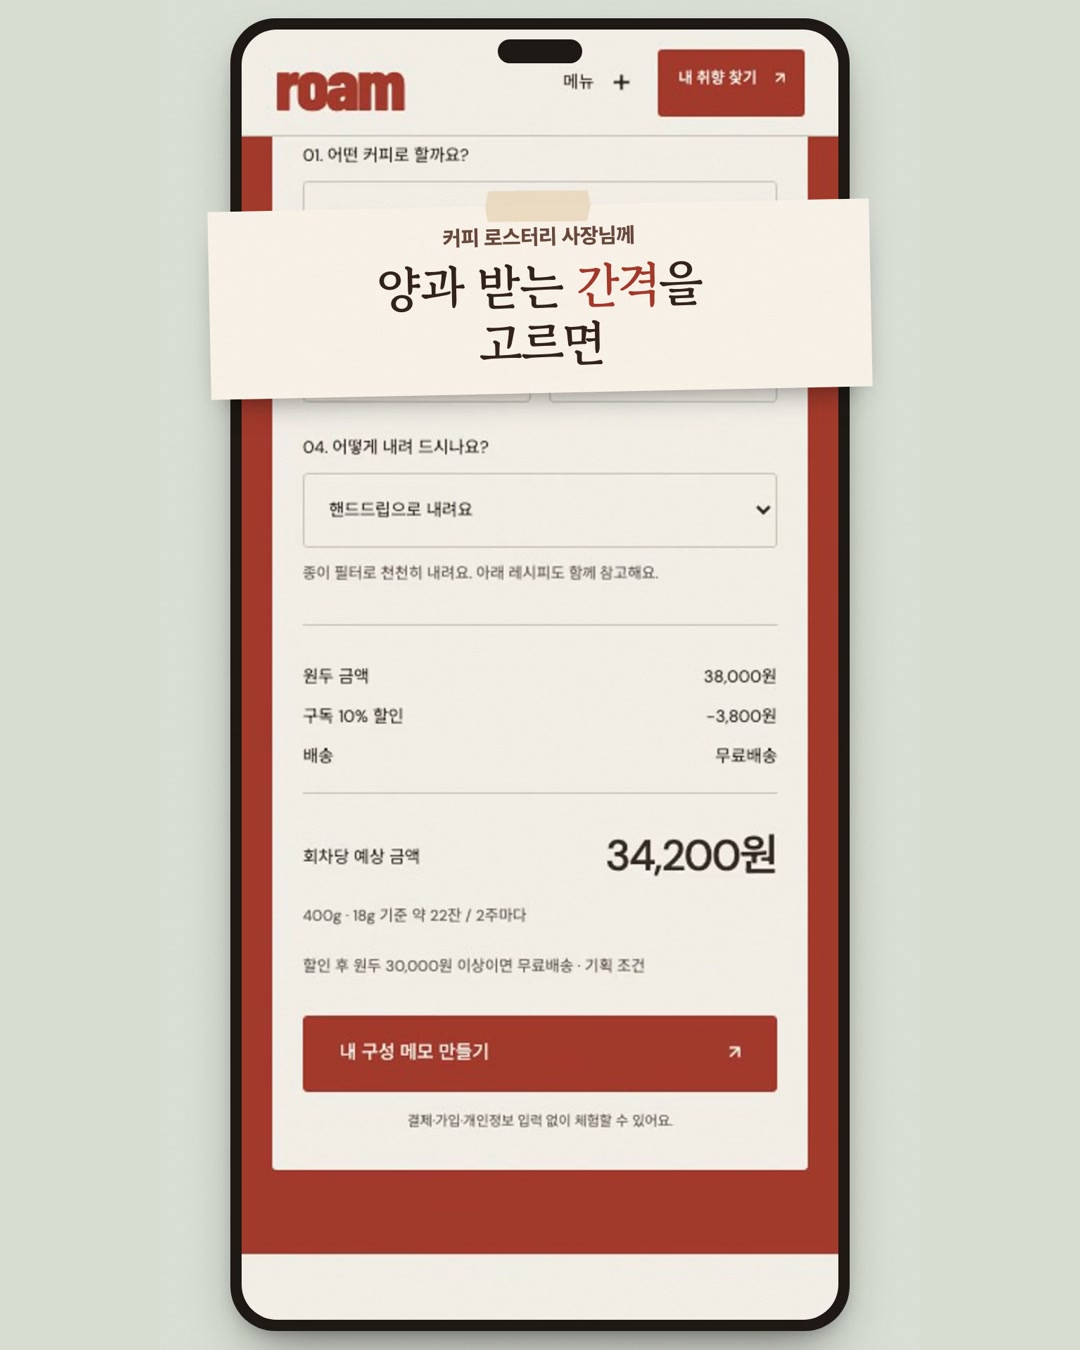 roam
메뉴 +
내 취향 찾기 ↗
01. 어떤 커피로 할까요?
커피 로스터리 사장님께
양과 받는 간격을
고르면
04. 어떻게 내려 드시나요?
핸드드립으로 내려요
종이 필터로 천천히 내려요. 아래 레시피도 함께 참고해요.
원두 금액 38,000원
구독 10% 할인 -3,800원
배송 무료배송
회차당 예상 금액 34,200원
400g · 18g 기준 약 22잔 / 2주마다
할인 후 원두 30,000원 이상이면 무료배송 · 기획 조건
내 구성 메모 만들기 ↗
결제·가입·개인정보 입력 없이 체험할 수 있어요.